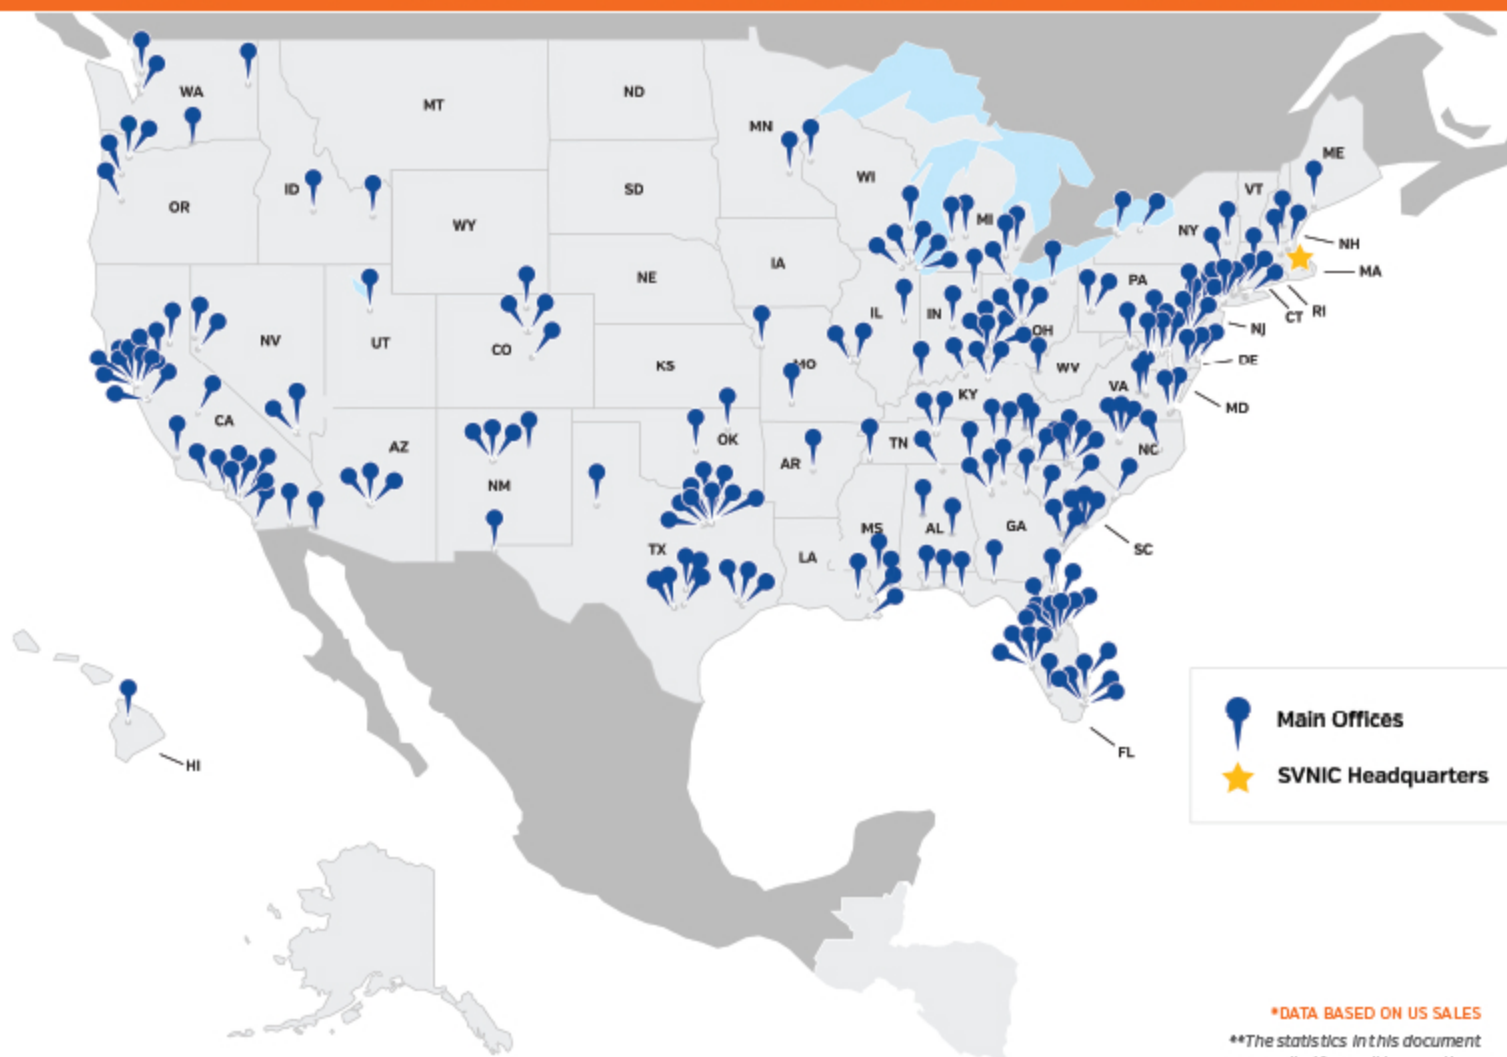 WA
MT
ND
MN
ME
OR
ID
SD
WI
MI
VT
NY
NH
WY
MA
IA
NE
PA
RI
IL
IN
OH
CT
NJ
NV
UT
CO
KS
MO
WV
DE
KY
VA
MD
CA
AZ
OK
TN
NC
AR
NM
MS
AL
GA
TX
LA
SC
HI
FL
Main Offices
SVNIC Headquarters
*DATA BASED ON US SALES
**The statistics in this document